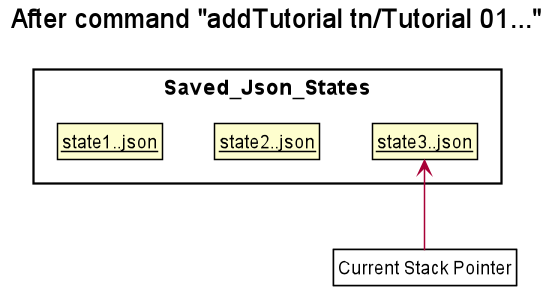 After command "addTutorial tn/Tutorial 01..."
Saved_Json_States
state1..json
state2..json
state3..json
Current Stack Pointer